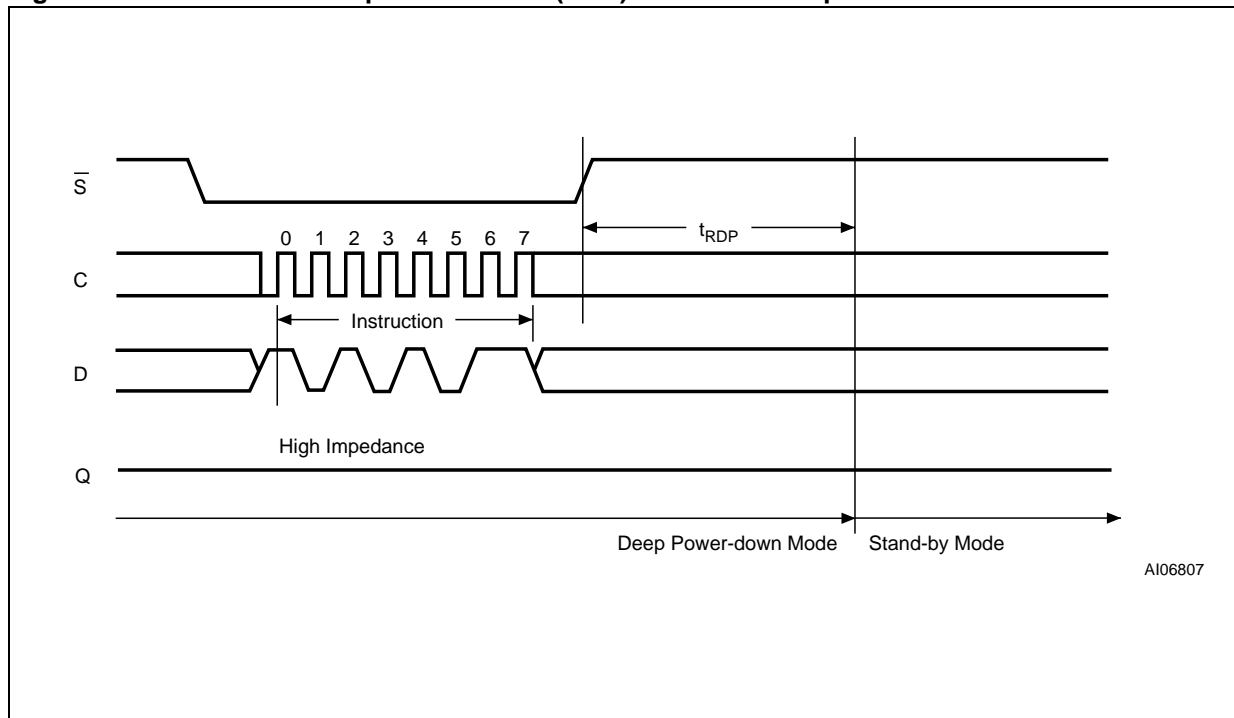 S
0 1 2 3 4 5 6 7
tRDP
C
Instruction
D
High Impedance
Q
Deep Power-down Mode Stand-by Mode
AI06807